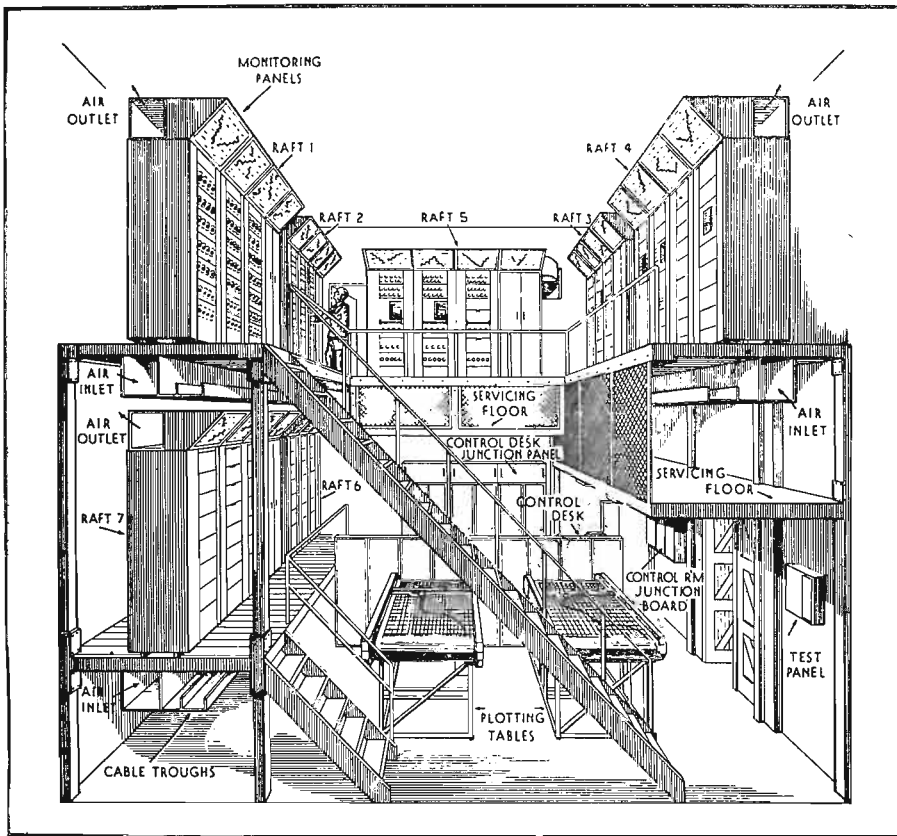 MONITORING
PANELS
AIR
OUTLET
RAFT 1
RAFT 4
AIR
OUTLET
RAFT 2
RAFT 5
RAFT 3
AIR
INLET
AIR
OUTLET
SERVICING
FLOOR
AIR
INLET
CONTROL DESK
JUNCTION PANEL
SERVICING
FLOOR
RAFT 6
RAFT 7
CONTROL
DESK
CONTROL RM
JUNCTION
BOARD
TEST
PANEL
AIR
INLET
PLOTTING
TABLES
CABLE TROUGHS